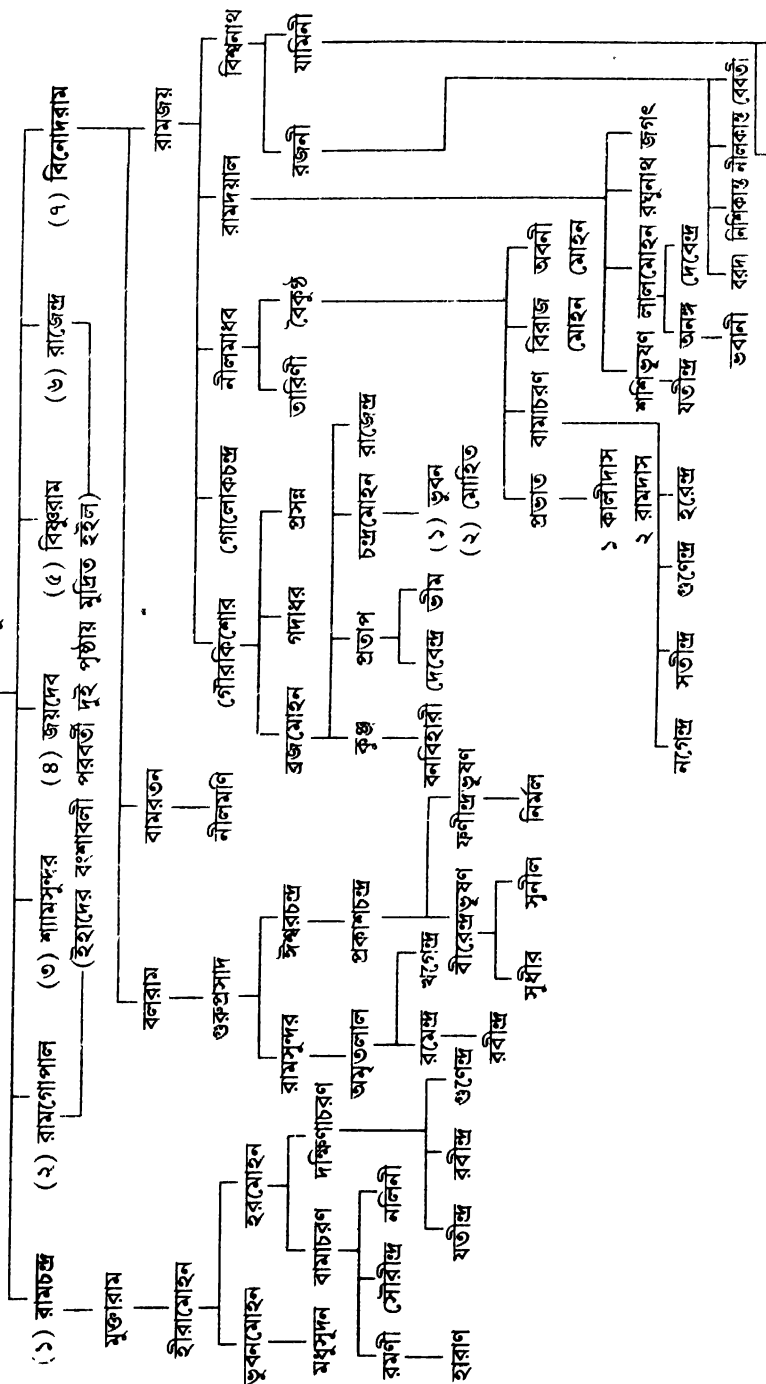 (১) রামচন্দ্র (২) রামগোপাল (৩) শ্যামসুন্দর (৪) জয়দেব (৫) বিষ্ণুরাম (৬) রাজেন্দ্র (৭) বিনোদরাম
(ইহাদের বংশাবলী পরবর্তী দুই পৃষ্ঠায় মুদ্রিত হইল)
মুক্তারাম বলরাম রামরতন রামজয়
হীরামোহন গুরুপ্রসাদ নীলমণি গৌরকিশোর গোলোকচন্দ্র নীলমাধব রামদয়াল বিশ্বনাথ
ভুবনমোহন হরমোহন রামসুন্দর ঈশ্বরচন্দ্র ব্রজমোহন গদাধর প্রসন্ন তারিণী বৈকুণ্ঠ রজনী যামিনী
মধুসূদন বামাচরণ দক্ষিণাচরণ অমৃতলাল প্রকাশচন্দ্র কুঞ্জ প্রতাপ চন্দ্রমোহন রাজেন্দ্র
রমণী সৌরীন্দ্র নলিনী রমেন্দ্র খগেন্দ্র বীরেন্দ্রভূষণ ফণীন্দ্রভূষণ বনবিহারী দেবেন্দ্র ভীম (১) ভুবন
(২) মোহিত
হারাণ যতীন্দ্র রবীন্দ্র গুণেন্দ্র রবীন্দ্র সুধীর সুনীল নির্মল
প্রভাত বামাচরণ বিরাজ মোহন অবনী মোহন
১ কালীদাস
২ রামদাস
নগেন্দ্র সতীন্দ্র গুণেন্দ্র হরেন্দ্র
শশিভূষণ লালমোহন রঘুনাথ জগৎ
যতীন্দ্র অনঙ্গ দেবেন্দ্র
ভবানী
বরদা নিশিকান্ত নীলকান্ত রেবতী